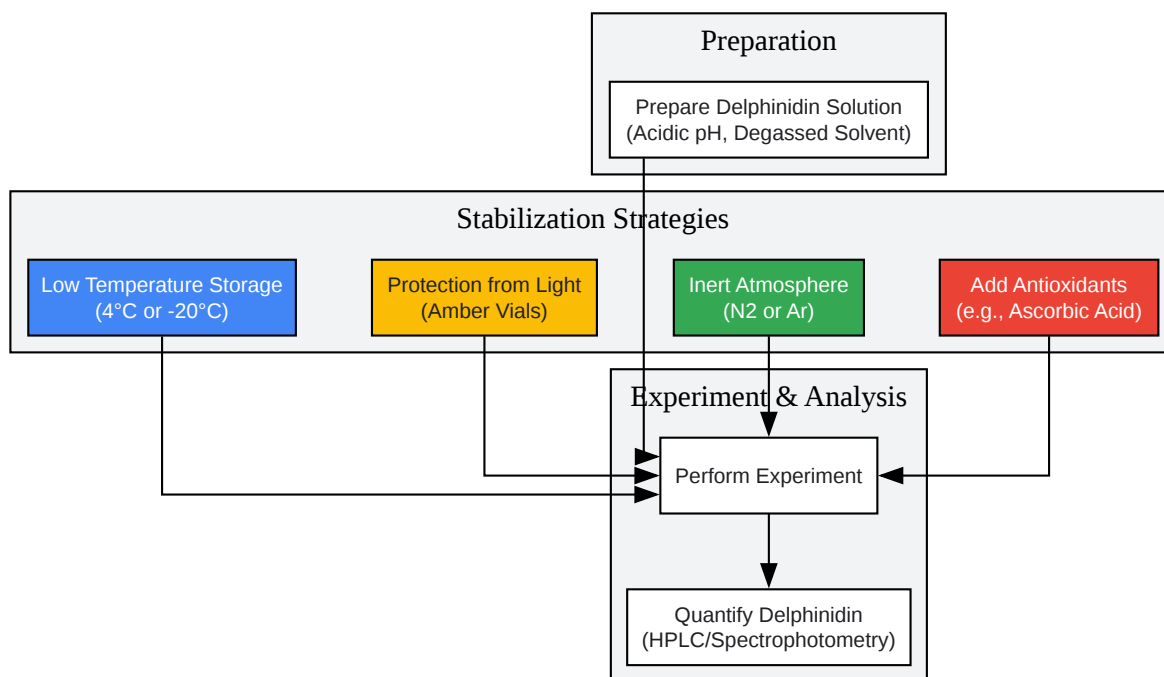 Preparation
Prepare Delphinidin Solution
(Acidic pH, Degassed Solvent)
Stabilization Strategies
Low Temperature Storage
(4°C or -20°C)
Protection from Light
(Amber Vials)
Inert Atmosphere
(N2 or Ar)
Add Antioxidants
(e.g., Ascorbic Acid)
Experiment & Analysis
Perform Experiment
Quantify Delphinidin
(HPLC/Spectrophotometry)